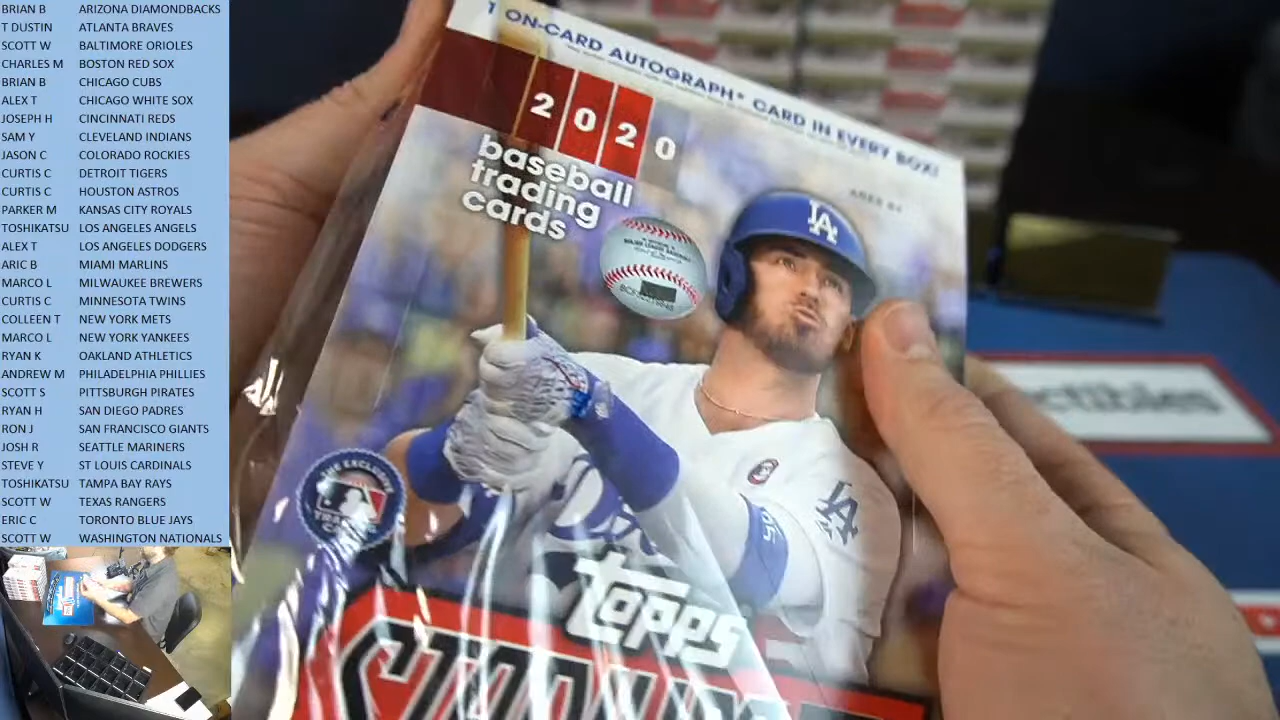 BRIAN B ARIZONA DIAMONDBACKS
T DUSTIN ATLANTA BRAVES
SCOTT W BALTIMORE ORIOLES
CHARLES M BOSTON RED SOX
BRIAN B CHICAGO CUBS
ALEX T CHICAGO WHITE SOX
JOSEPH H CINCINNATI REDS
SAM Y CLEVELAND INDIANS
JASON C COLORADO ROCKIES
CURTIS C DETROIT TIGERS
CURTIS C HOUSTON ASTROS
PARKER M KANSAS CITY ROYALS
TOSHIKATSU LOS ANGELS ANGELS
ALEX T LOS ANGELES DODGERS
ARIC B MIAMI MARLINS
MARCO L MILWAUKEE BREWERS
CURTIS C MINNESOTA TWINS
COLLEEN T NEW YORK METS
MARCO L NEW YORK YANKEES
RYAN K OAKLAND ATHLETICS
ANDREW M PHILADELPHIA PHILLIES
SCOTT S PITTSBURGH PIRATES
RYAN H SAN DIEGO PADRES
RON J SAN FRANCISCO GIANTS
JOSH R SEATTLE MARINERS
STEVE Y ST LOUIS CARDINALS
TOSHIKATSU TAMPA BAY RAYS
SCOTT W TEXAS RANGERS
ERIC C TORONTO BLUE JAYS
SCOTT W WASHINGTON NATIONALS
1 ON-CARD AUTOGRAPH* CARD IN EVERY BOX!
2020
baseball
trading
cards
LA
THE EXCLUSIVE
LA
Topps